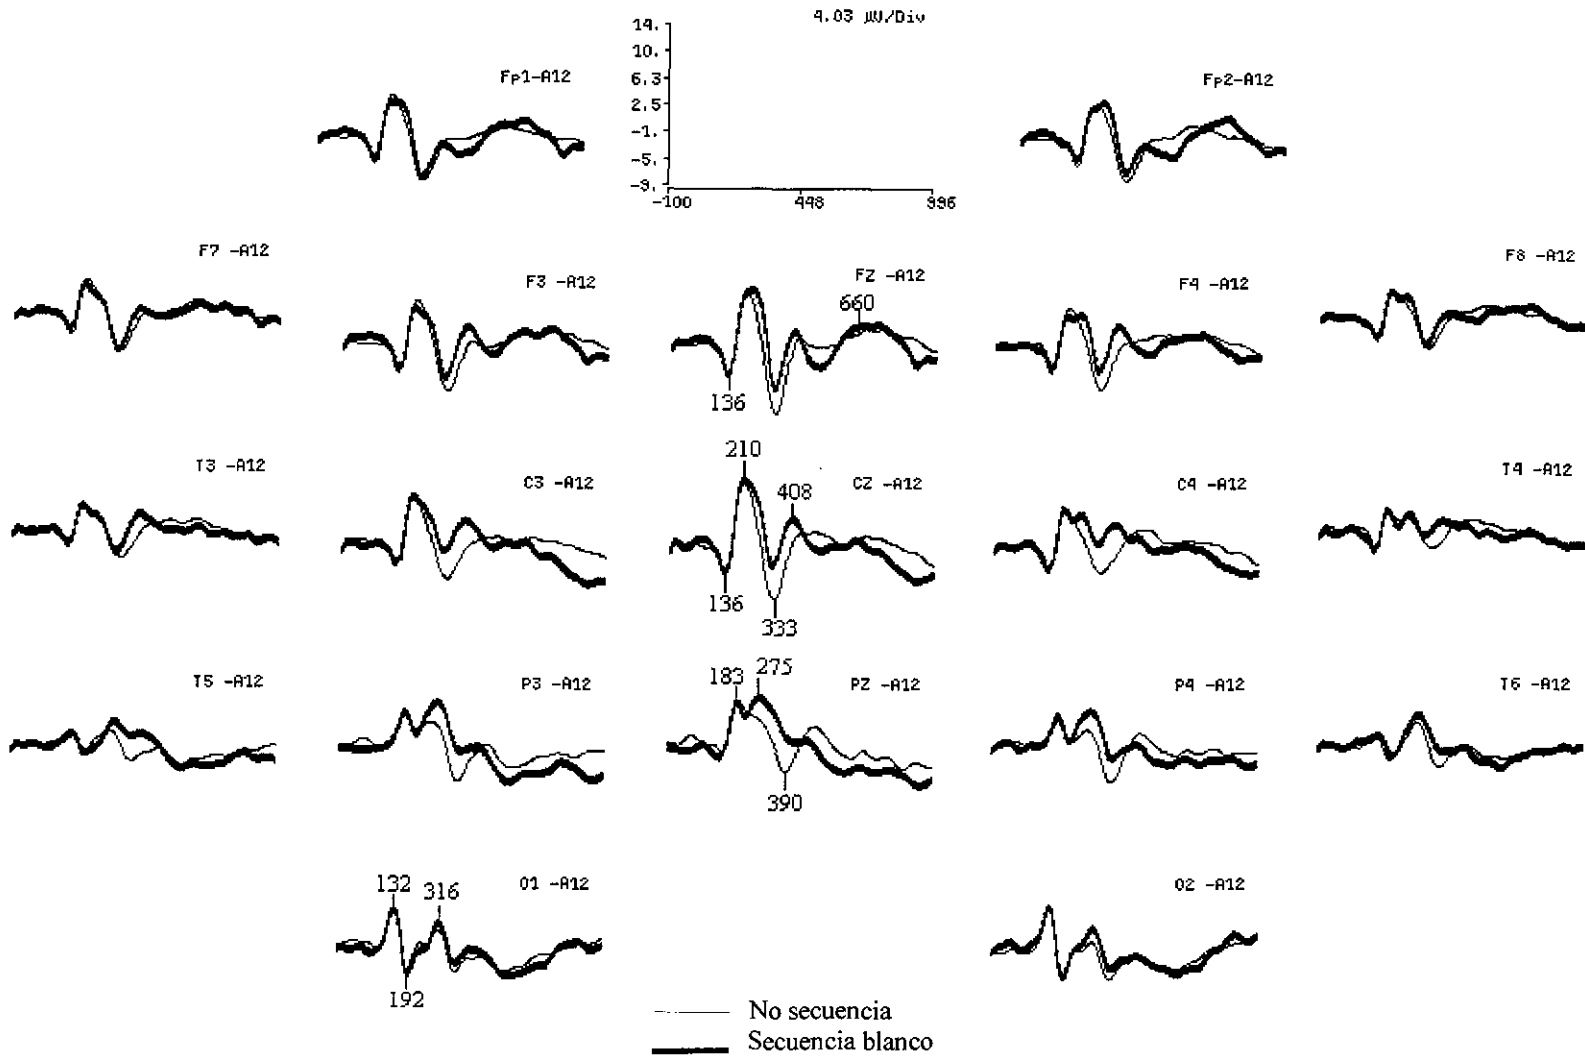 4.03 µV/Div
14.
10.
6.3
2.5
-1.
-5.
-9.
-100 448 996
Fp1-A12
Fp2-A12
F7 -A12
F3 -A12
FZ -A12
F4 -A12
F8 -A12
660
136
T3 -A12
C3 -A12
CZ -A12
C4 -A12
T4 -A12
210
408
136
333
T5 -A12
P3 -A12
PZ -A12
P4 -A12
T6 -A12
183
275
390
O1 -A12
O2 -A12
132
316
192
No secuencia
Secuencia blanco